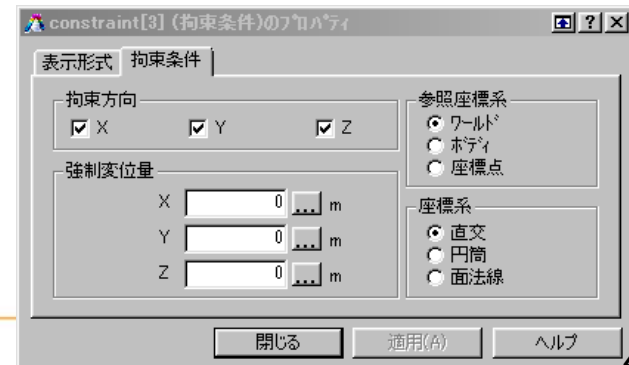 constraint[3] (拘束条件)のﾌﾟﾛﾊﾟﾃｨ
表示形式 拘束条件
拘束方向
X Y Z
強制変位量
X 0 ... m
Y 0 ... m
Z 0 ... m
参照座標系
ﾜｰﾙﾄﾞ
ﾎﾞﾃﾞｨ
座標点
座標系
直交
円筒
面法線
閉じる 適用(A) ヘルプ